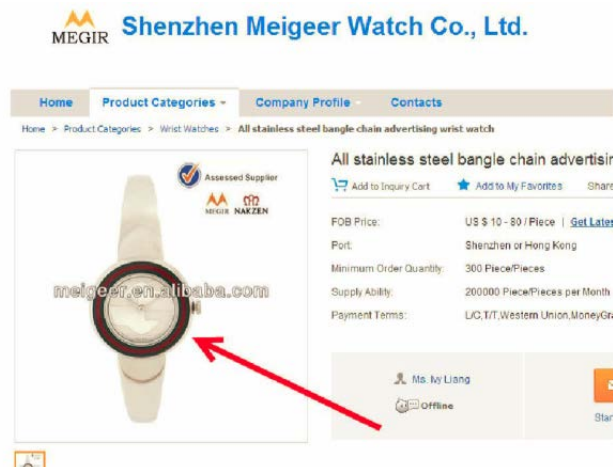 MEGIR Shenzhen Meigeer Watch Co., Ltd.
Home Product Categories Company Profile Contacts
Home > Product Categories > Wrist Watches > All stainless steel bangle chain advertising wrist watch
All stainless steel bangle chain advertisin
Assessed Supplier
MEGIR NAKZEN
Add to Inquiry Cart Add to My Favorites Share
FOB Price: US $ 10 - 80 / Piece | Get Lates
Port: Shenzhen or Hong Kong
Minimum Order Quantity: 300 Piece/Pieces
Supply Ability: 200000 Piece/Pieces per Month
Payment Terms: L/C,T/T,Western Union,MoneyGra
meigeer.en.alibaba.com
Ms. Ivy Liang
Offline
Star